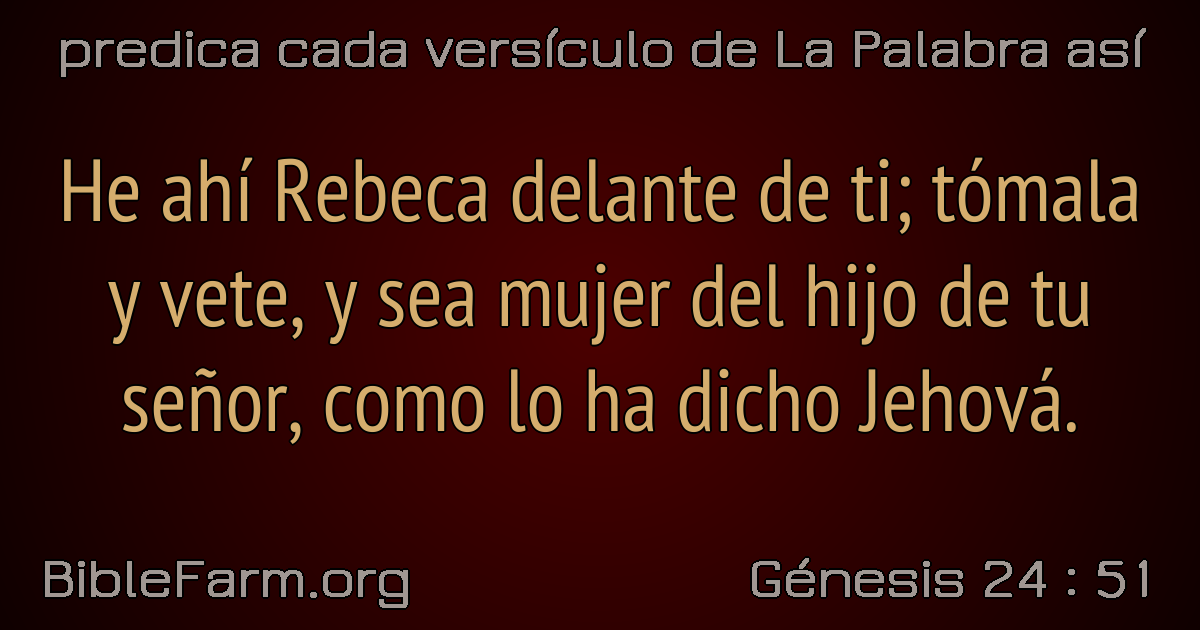 predica cada versículo de La Palabra así
He ahí Rebeca delante de ti; tómala
y vete, y sea mujer del hijo de tu
señor, como lo ha dicho Jehová.
BibleFarm.org
Génesis 24 : 51